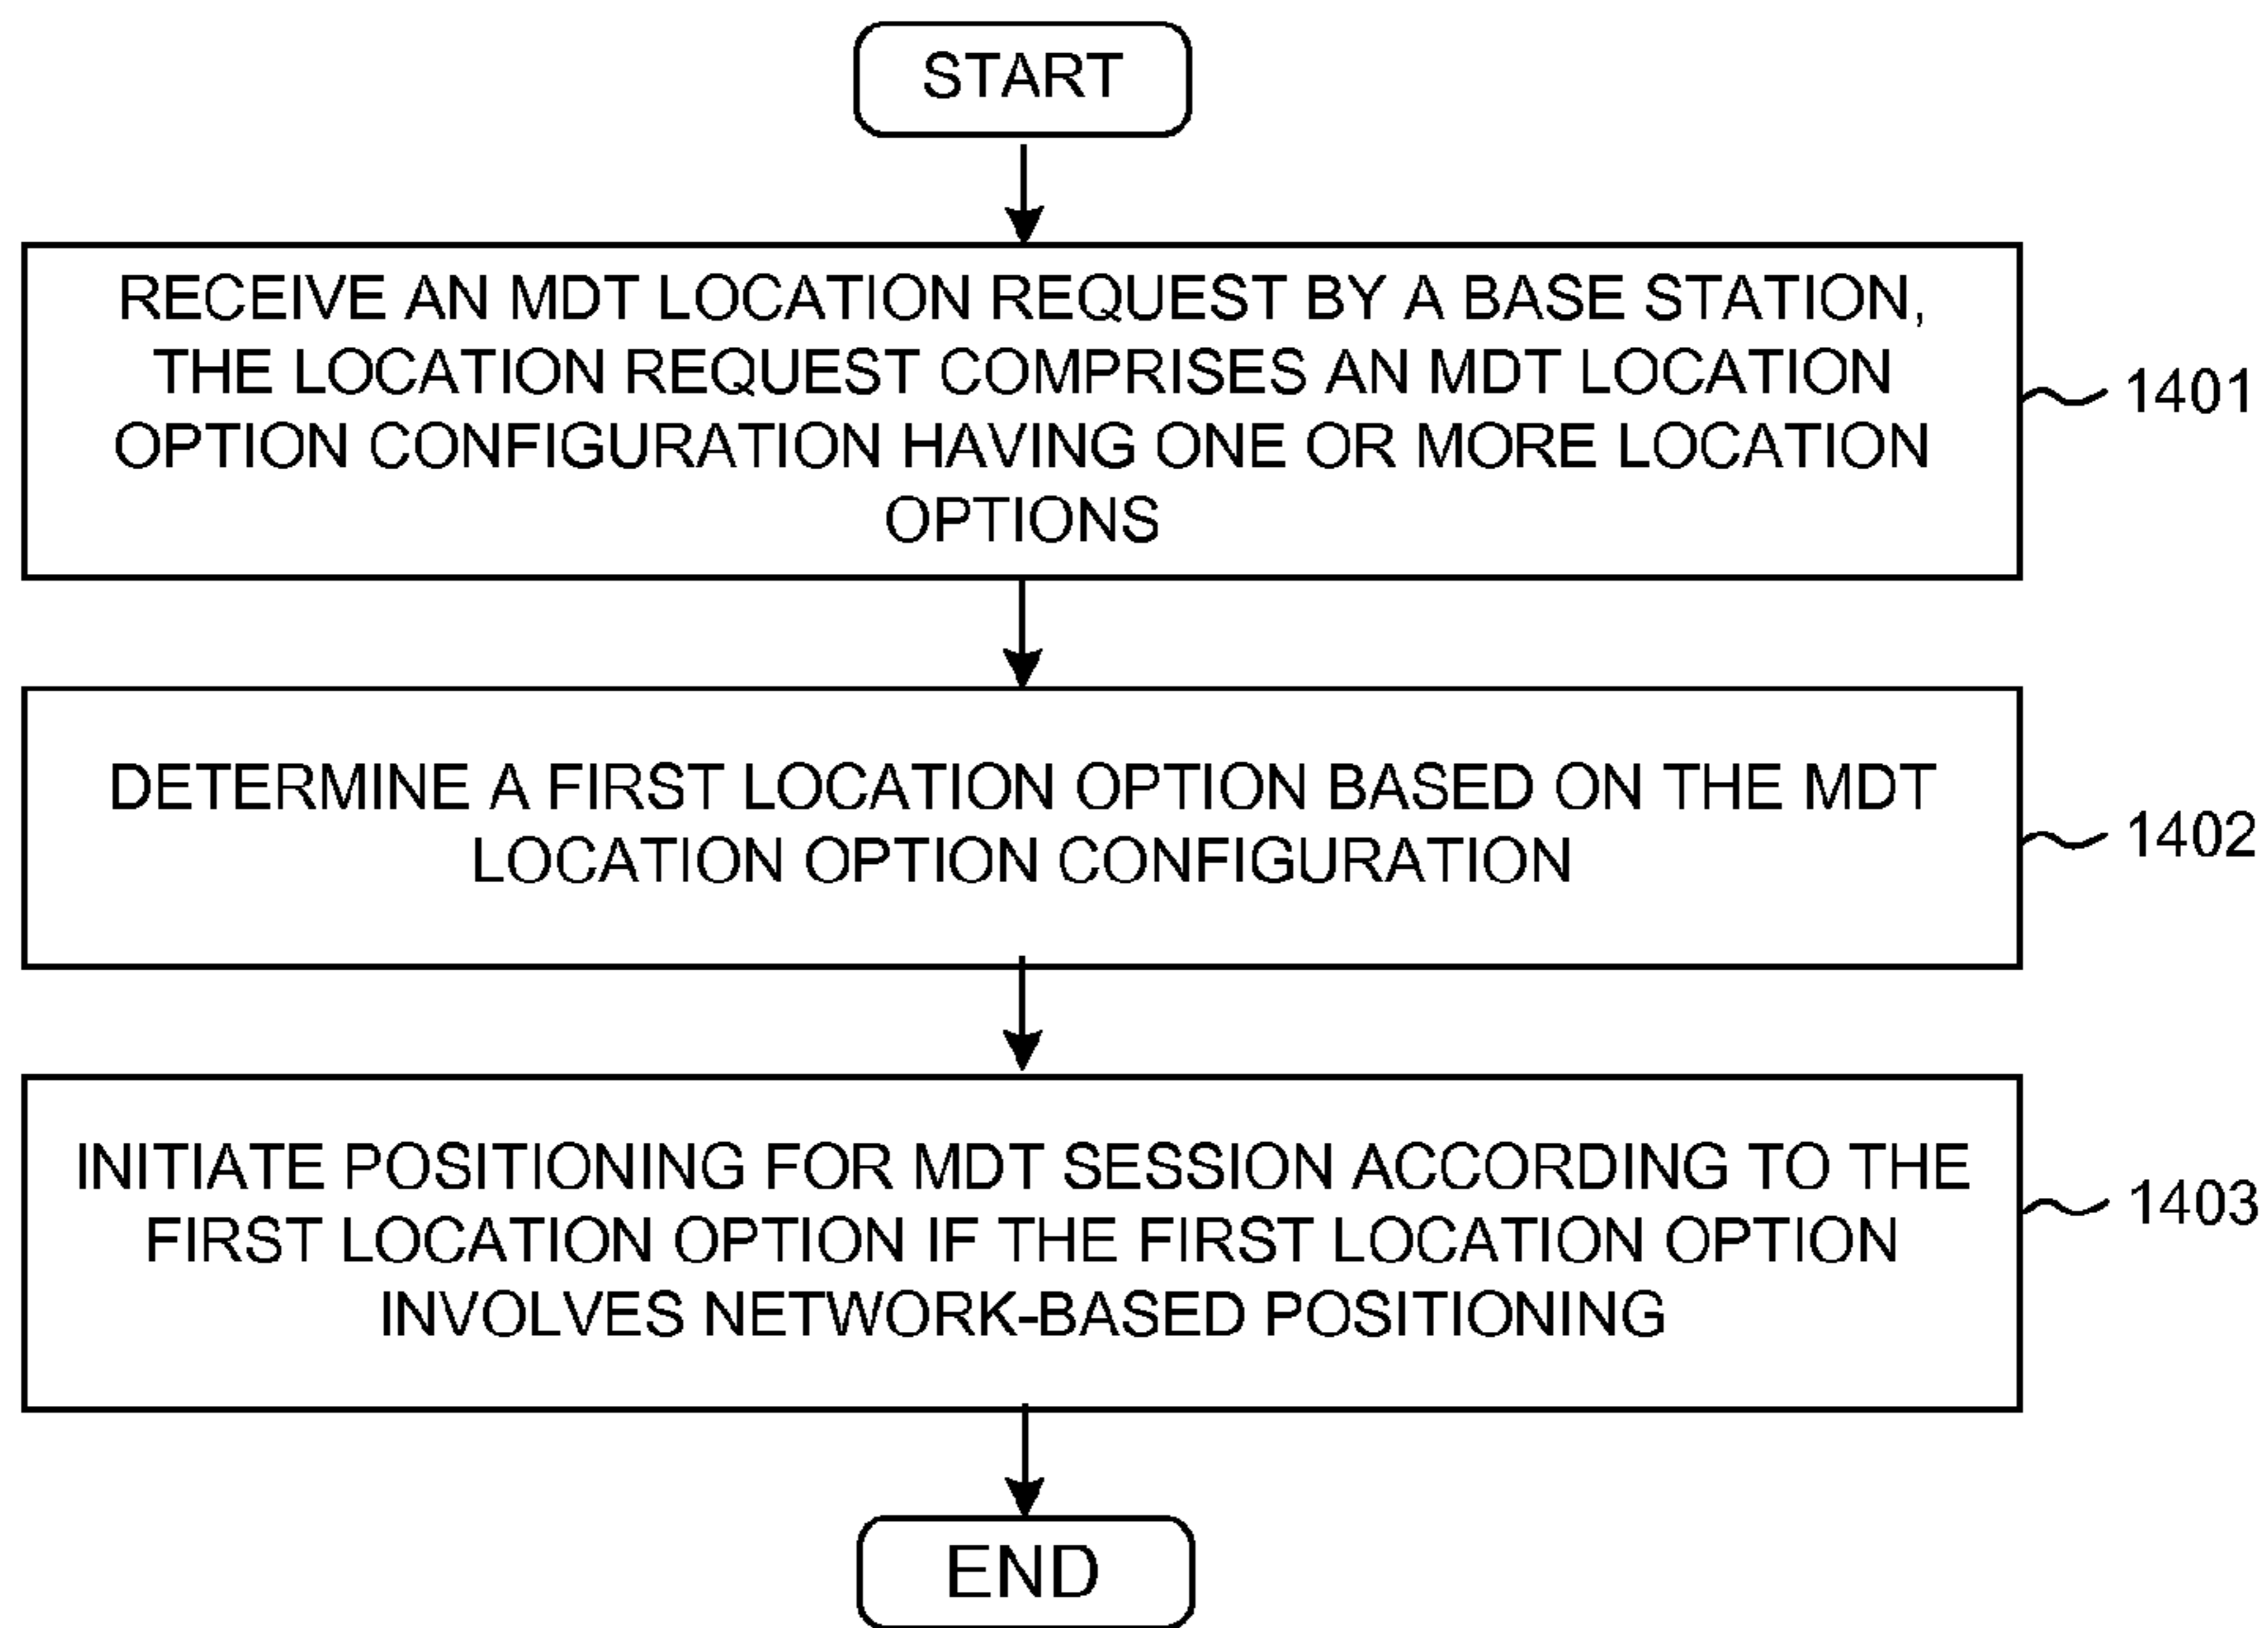 START
RECEIVE AN MDT LOCATION REQUEST BY A BASE STATION,
THE LOCATION REQUEST COMPRISES AN MDT LOCATION
OPTION CONFIGURATION HAVING ONE OR MORE LOCATION
OPTIONS
1401
DETERMINE A FIRST LOCATION OPTION BASED ON THE MDT
LOCATION OPTION CONFIGURATION
1402
INITIATE POSITIONING FOR MDT SESSION ACCORDING TO THE
FIRST LOCATION OPTION IF THE FIRST LOCATION OPTION
INVOLVES NETWORK-BASED POSITIONING
1403
END